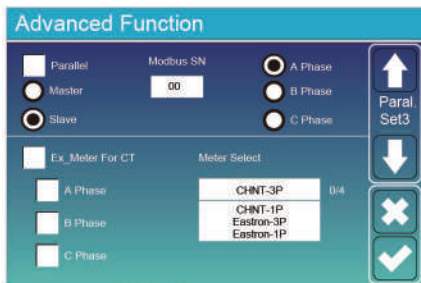 Advanced Function
Parallel
Modbus SN
A Phase
Master
00
B Phase
Slave
C Phase
Paral.
Set3
Ex_Meter For CT
Meter Select
A Phase
CHNT-3P
0/4
B Phase
CHNT-1P
Eastron-3P
Eastron-1P
C Phase